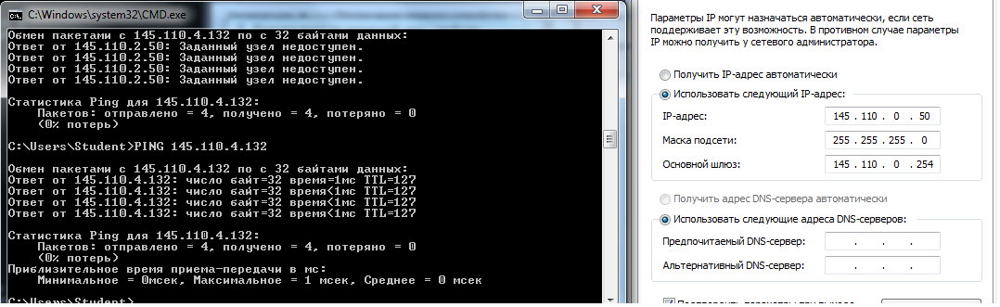 C:\Windows\system32\CMD.exe
Обмен пакетами с 145.110.4.132 по с 32 байтами данных:
Ответ от 145.110.2.50: Заданный узел недоступен.
Ответ от 145.110.2.50: Заданный узел недоступен.
Ответ от 145.110.2.50: Заданный узел недоступен.
Ответ от 145.110.2.50: Заданный узел недоступен.
Статистика Ping для 145.110.4.132:
Пакетов: отправлено = 4, получено = 4, потеряно = 0
(0% потерь)
C:\Users\Student>PING 145.110.4.132
Обмен пакетами с 145.110.4.132 по с 32 байтами данных:
Ответ от 145.110.4.132: число байт=32 время=1мс TTL=127
Ответ от 145.110.4.132: число байт=32 время<1мс TTL=127
Ответ от 145.110.4.132: число байт=32 время<1мс TTL=127
Ответ от 145.110.4.132: число байт=32 время<1мс TTL=127
Статистика Ping для 145.110.4.132:
Пакетов: отправлено = 4, получено = 4, потеряно = 0
(0% потерь)
Приблизительное время приема-передачи в мс:
Минимальное = 0мсек, Максимальное = 1 мсек, Среднее = 0 мсек
C:\Users\Student>
Параметры IP могут назначаться автоматически, если сеть
поддерживает эту возможность. В противном случае параметры
IP можно получить у сетевого администратора.
Получить IP-адрес автоматически
Использовать следующий IP-адрес:
IP-адрес: 145 . 110 . 0 . 50
Маска подсети: 255 . 255 . 255 . 0
Основной шлюз: 145 . 110 . 0 . 254
Получить адрес DNS-сервера автоматически
Использовать следующие адреса DNS-серверов:
Предпочитаемый DNS-сервер: . . .
Альтернативный DNS-сервер: . . .